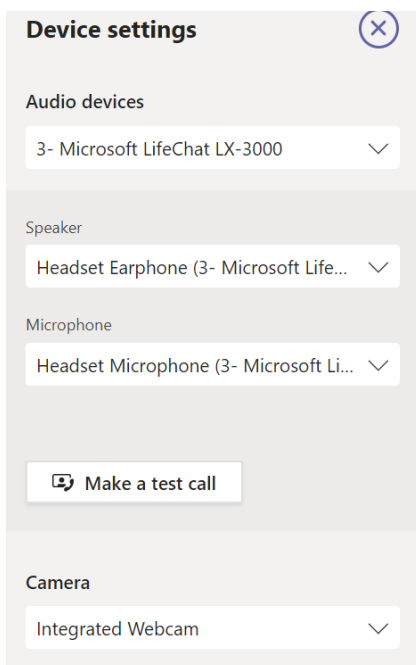 Device settings
Audio devices
3- Microsoft LifeChat LX-3000
Speaker
Headset Earphone (3- Microsoft Life...
Microphone
Headset Microphone (3- Microsoft Li...
Make a test call
Camera
Integrated Webcam